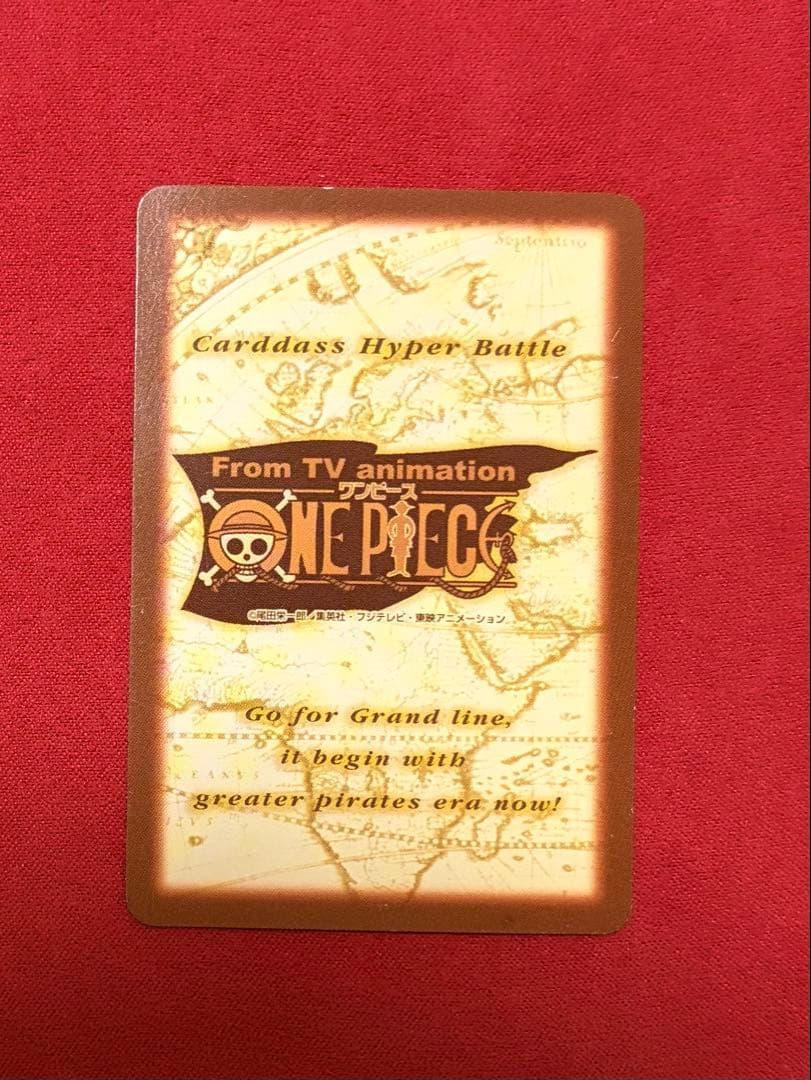 Septentrio
Carddass Hyper Battle
From TV animation
ワンピース
ONE PIECE
©尾田栄一郎／集英社・フジテレビ・東映アニメーション
Go for Grand line,
it begin with
greater pirates era now!